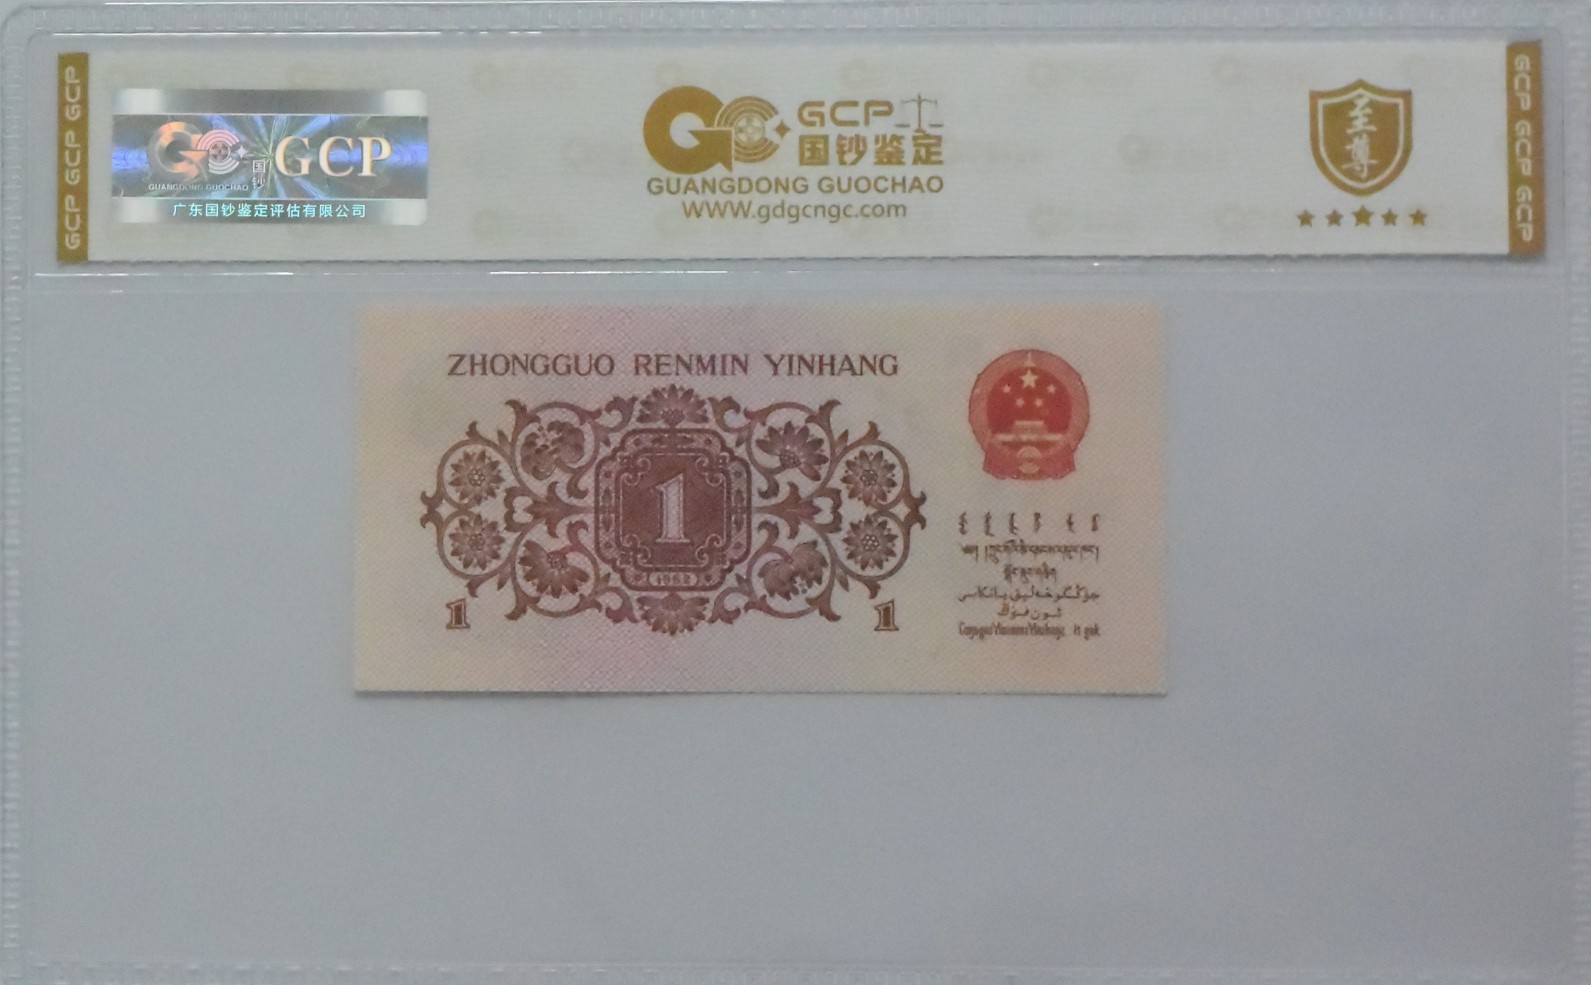 GCP GCP GCP
国钞
GCP
GUANGDONG GUOCHAO
广东国钞鉴定评估有限公司
GCP
国钞鉴定
GUANGDONG GUOCHAO
WWW.gdgcngc.com
至尊
GCP GCP GCP
ZHONGGUO RENMIN YINHANG
1
1962
1
1